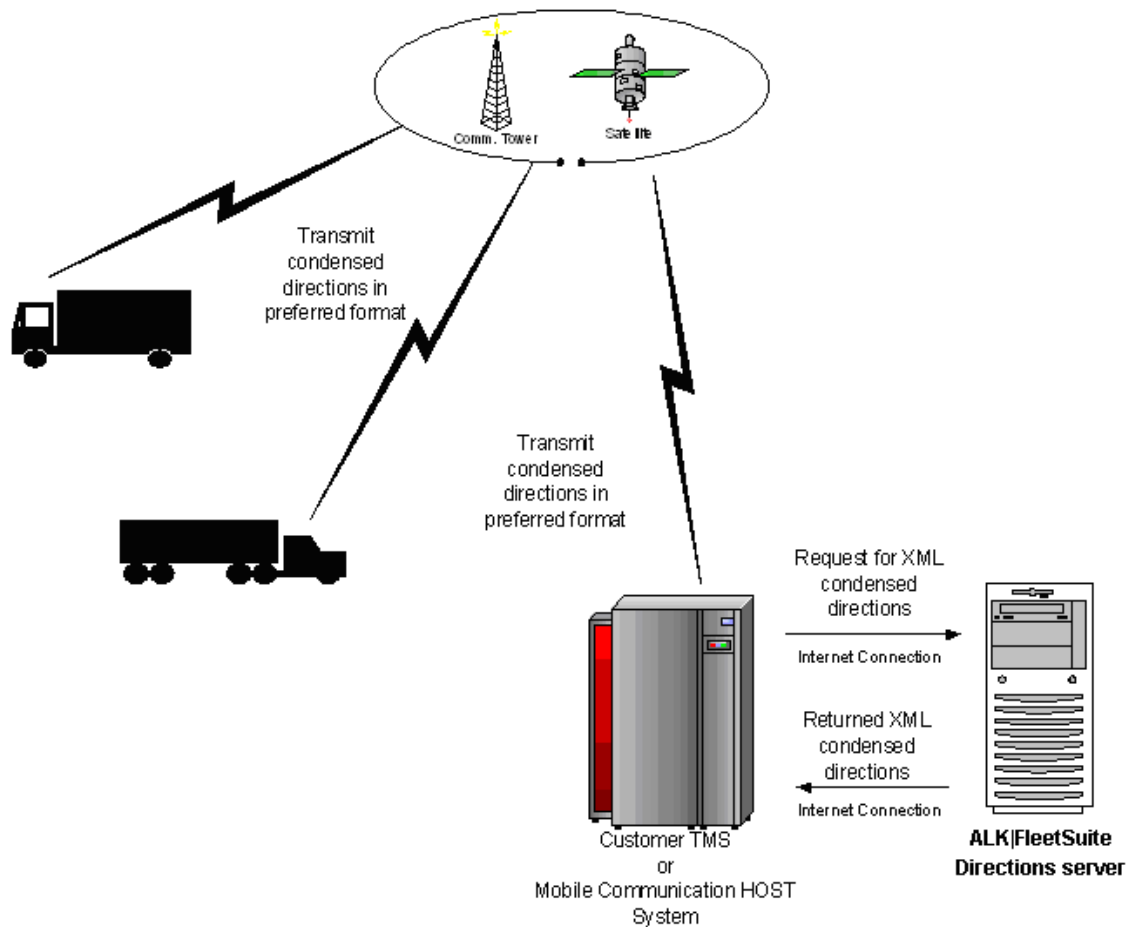 Comm. Tower
Satellite
Transmit
condensed
directions in
preferred format
Transmit
condensed
directions in
preferred format
Request for XML
condensed
directions
Internet Connection
Returned XML
condensed
directions
Internet Connection
Customer TMS
or
Mobile Communication HOST
System
ALK|FleetSuite
Directions server